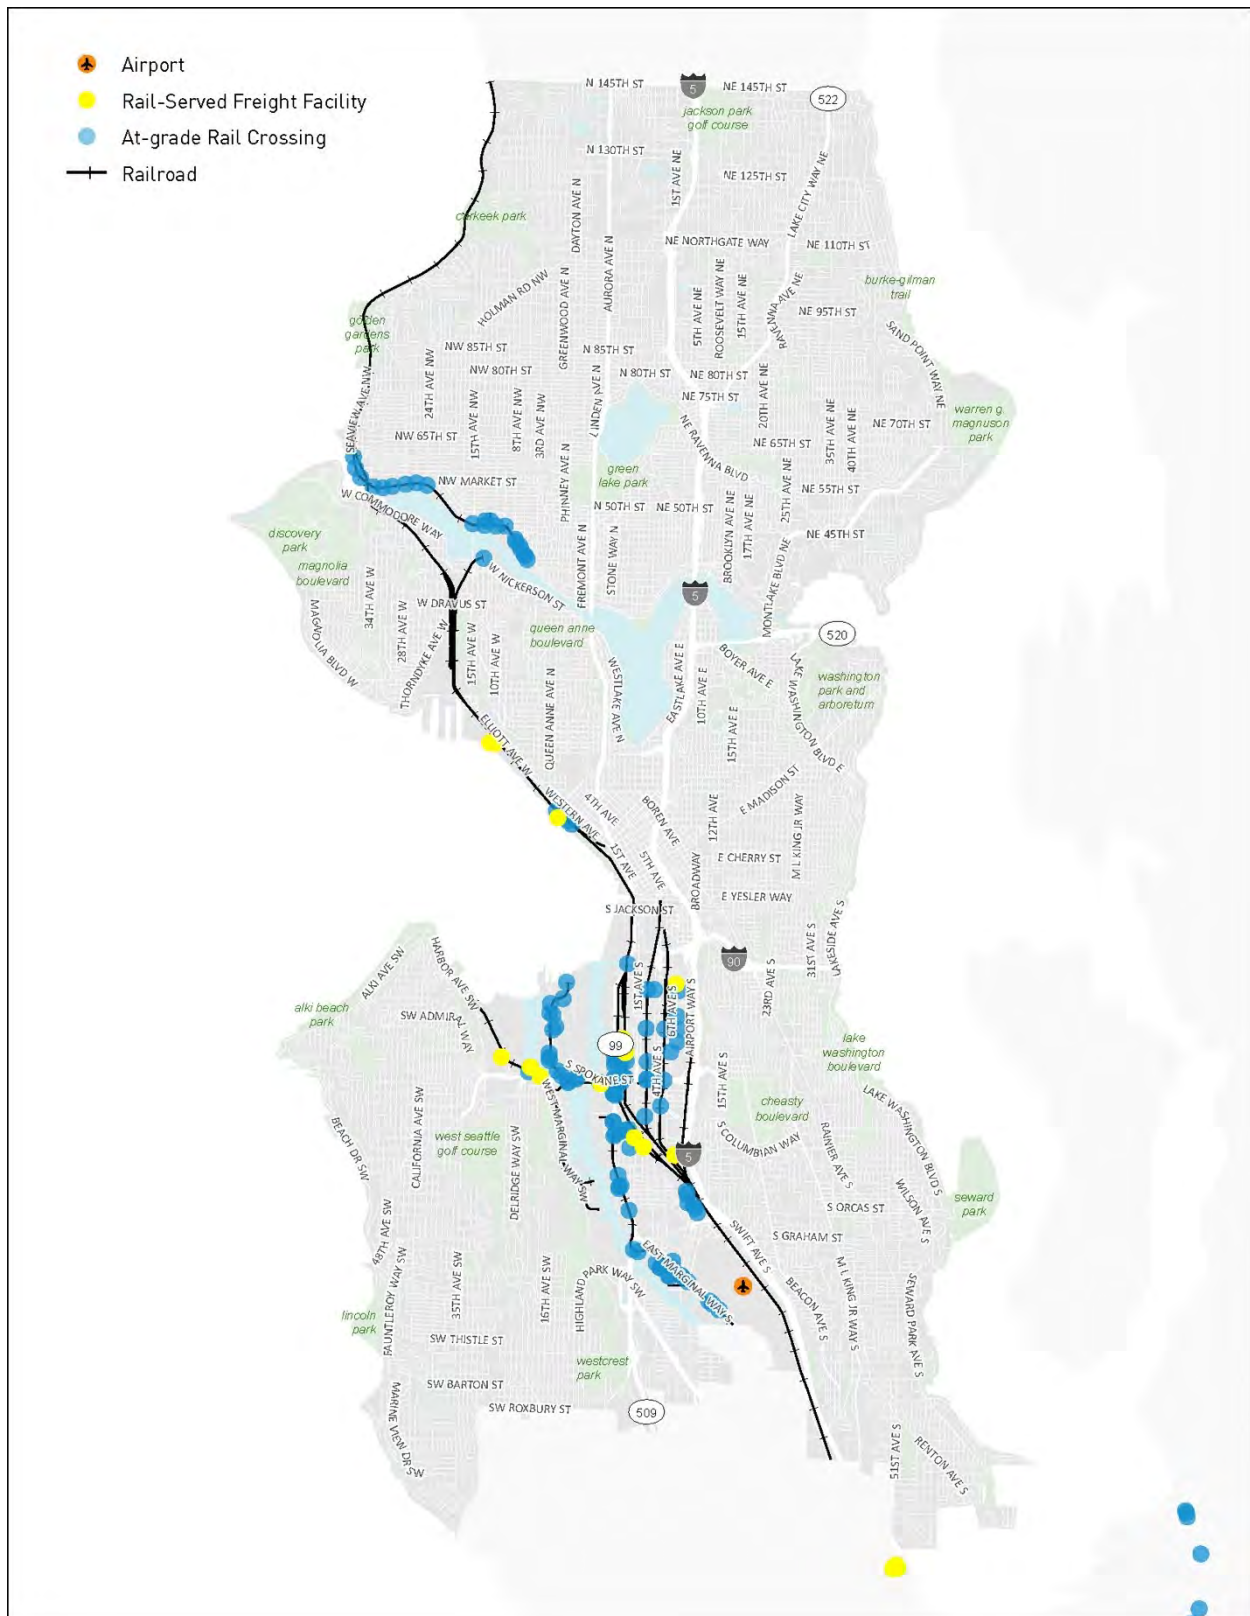 Airport
Rail-Served Freight Facility
At-grade Rail Crossing
Railroad
N 145TH ST
5
NE 145TH ST
522
jackson park
golf course
N 130TH ST
1ST AVE NE
NE 125TH ST
LAKE CITY WAY NE
DAYTON AVE N
carkeek park
AURORA AVE N
NE NORTHGATE WAY
NE 110TH ST
HOLMAN RD NW
GREENWOOD AVE N
5TH AVE NE
ROOSEVELT WAY NE
15TH AVE NE
RAVENNA AVE NE
burke-gilman
trail
NE 95TH ST
golden
gardens
park
NW 85TH ST
N 85TH ST
SAND POINT WAY NE
24TH AVE NW
NW 80TH ST
N 80TH ST
NE 80TH ST
NE 75TH ST
20TH AVE NE
SEAVIEW AVE NW
15TH AVE NW
8TH AVE NW
3RD AVE NW
LINDEN AVE N
NE RAVENNA BLVD
35TH AVE NE
40TH AVE NE
NE 70TH ST
warren g.
magnuson
park
NW 65TH ST
NE 65TH ST
PHINNEY AVE N
green
lake park
NW MARKET ST
25TH AVE NE
NE 55TH ST
W COMMODORE WAY
N 50TH ST
NE 50TH ST
BROOKLYN AVE NE
17TH AVE NE
NE 45TH ST
discovery
park
magnolia
boulevard
FREMONT AVE N
STONE WAY N
MONTLAKE BLVD NE
34TH AVE W
W NICKERSON ST
5
W DRAVUS ST
MAGNOLIA BLVD W
28TH AVE W
THORNDYKE AVE W
15TH AVE W
10TH AVE W
queen anne
boulevard
520
WESTLAKE AVE N
EASTLAKE AVE E
BOYER AVE E
10TH AVE E
LAKE WASHINGTON BLVD E
washington
park and
arboretum
QUEEN ANNE AVE N
15TH AVE E
ELLIOTT AVE W
E MADISON ST
WESTERN AVE
4TH AVE
BOREN AVE
12TH AVE
M L KING JR WAY
1ST AVE
5TH AVE
BROADWAY
E CHERRY ST
E YESLER WAY
S JACKSON ST
LAKESIDE AVE S
31ST AVE S
90
23RD AVE S
ALKI AVE SW
HARBOR AVE SW
1ST AVE S
6TH AVE S
AIRPORT WAY S
alki beach
park
SW ADMIRAL WAY
99
4TH AVE S
lake
washington
boulevard
S SPOKANE ST
15TH AVE S
cheasty
boulevard
LAKE WASHINGTON BLVD S
CALIFORNIA AVE SW
WEST MARGINAL WAY SW
BEACH DR SW
west seattle
golf course
DELRIDGE WAY SW
5
S COLUMBIAN WAY
RAINIER AVE S
WILSON AVE S
seward
park
S ORCAS ST
48TH AVE SW
SWIFT AVE S
S GRAHAM ST
FAUNTLEROY WAY SW
35TH AVE SW
16TH AVE SW
HIGHLAND PARK WAY SW
EAST MARGINAL WAY S
BEACON AVE S
M L KING JR WAY S
SEWARD PARK AVE S
lincoln
park
SW THISTLE ST
westcrest
park
SW BARTON ST
MARINE VIEW DR SW
SW ROXBURY ST
509
51ST AVE S
RENTON AVE S